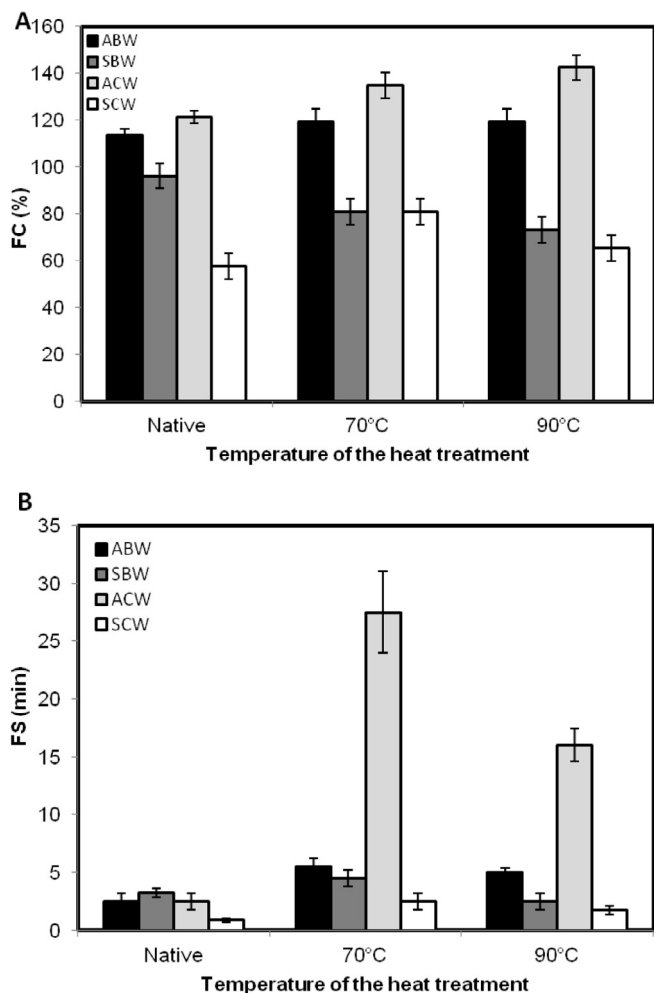 A
160
140
120
100
80
60
40
20
0
FC (%)
ABW
SBW
ACW
SCW
Native 70°C 90°C
Temperature of the heat treatment
B
35
30
25
20
15
10
5
0
FS (min)
ABW
SBW
ACW
SCW
Native 70°C 90°C
Temperature of the heat treatment